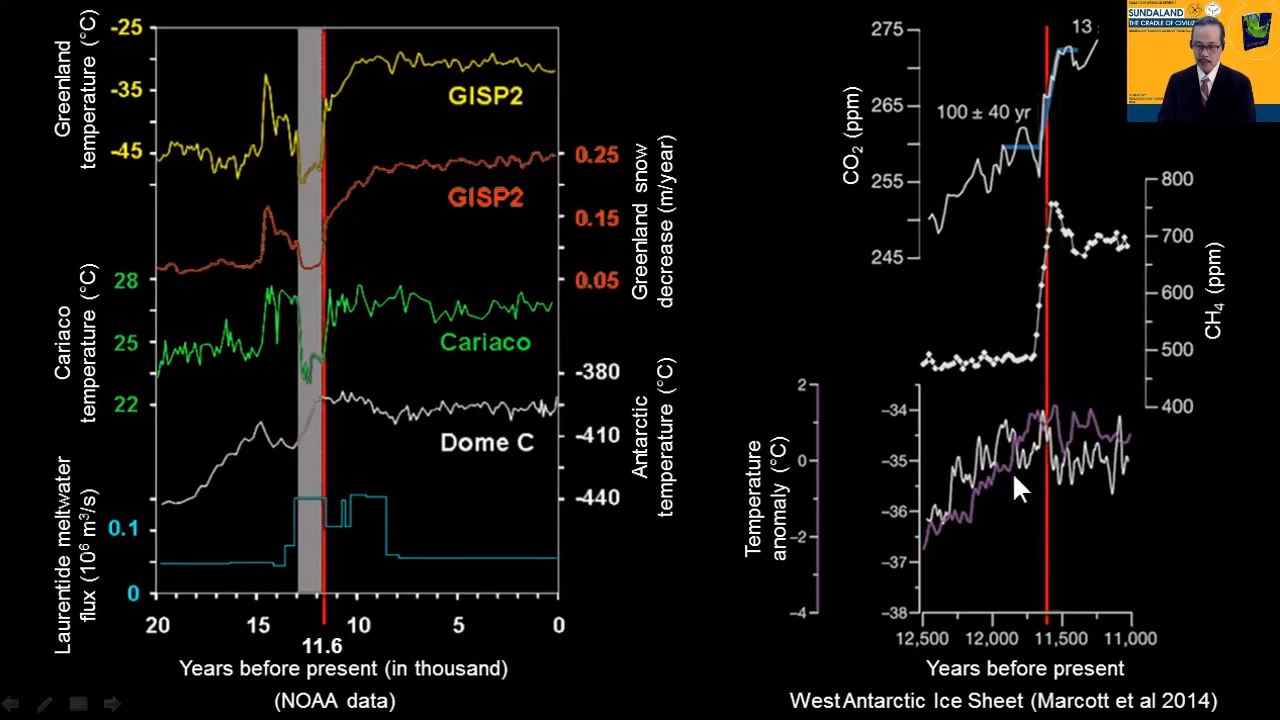 Greenland
temperature (°C)
-25
-35
-45
GISP2
GISP2
0.25
0.15
0.05
Greenland snow
decrease (m/year)
Cariaco
temperature (°C)
28
25
22
Cariaco
-380
-410
-440
Dome C
Antarctic
temperature (°C)
Laurentide meltwater
flux (10⁶ m³/s)
0.1
0
20
15
10
5
0
11.6
Years before present (in thousand)
(NOAA data)
CO₂ (ppm)
275
265
255
245
100 ± 40 yr
13
800
700
600
500
400
CH₄ (ppm)
Temperature
anomaly (°C)
2
0
−2
−4
−34
−35
−36
−37
−38
12,500
12,000
11,500
11,000
Years before present
West Antarctic Ice Sheet (Marcott et al 2014)
SUNDALAND